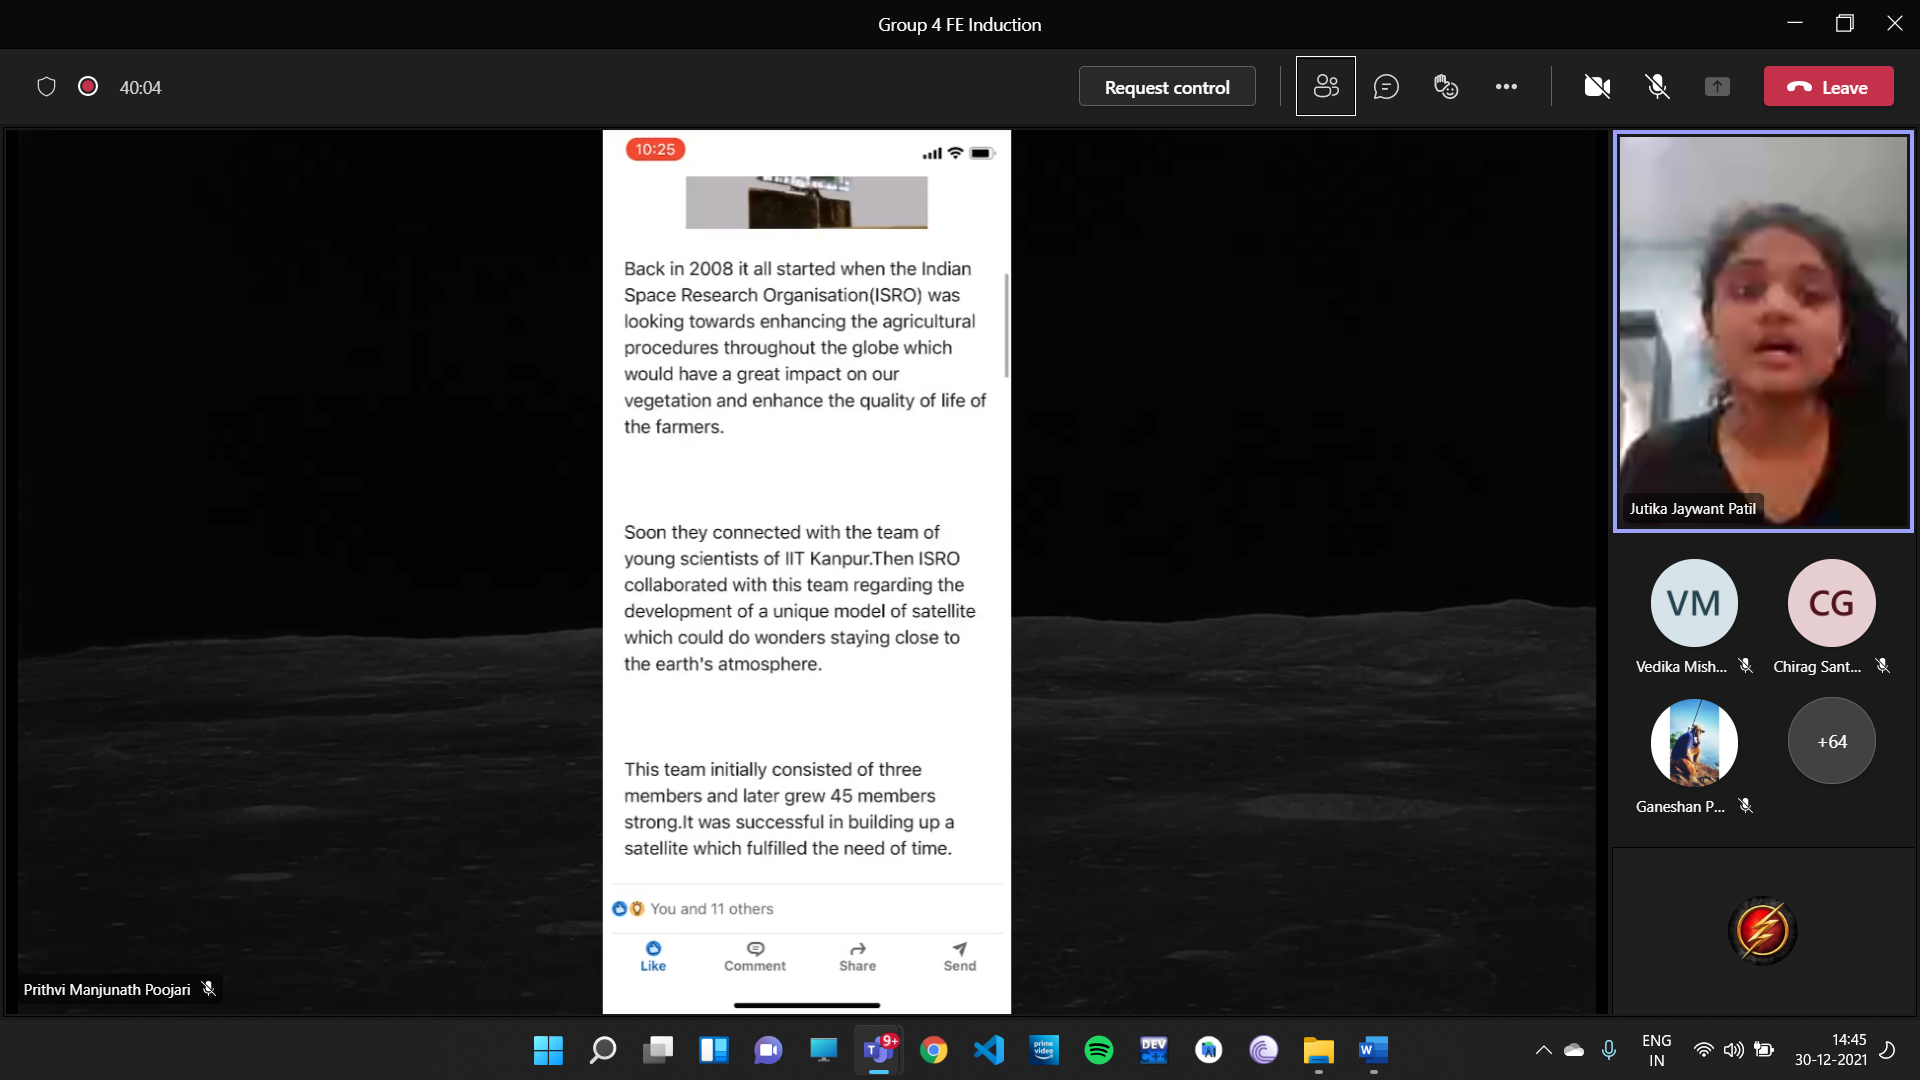 Group 4 FE Induction
40:04
Request control
Leave
10:25
Back in 2008 it all started when the Indian
Space Research Organisation(ISRO) was
looking towards enhancing the agricultural
procedures throughout the globe which
would have a great impact on our
vegetation and enhance the quality of life of
the farmers.
Soon they connected with the team of
young scientists of IIT Kanpur.Then ISRO
collaborated with this team regarding the
development of a unique model of satellite
which could do wonders staying close to
the earth's atmosphere.
This team initially consisted of three
members and later grew 45 members
strong.It was successful in building up a
satellite which fulfilled the need of time.
You and 11 others
Like Comment Share Send
Prithvi Manjunath Poojari
Jutika Jaywant Patil
VM CG
Vedika Mish... Chirag Sant...
+64
Ganeshan P...
T 9+
prime video
DEV C++
W
ENG
IN
14:45
30-12-2021